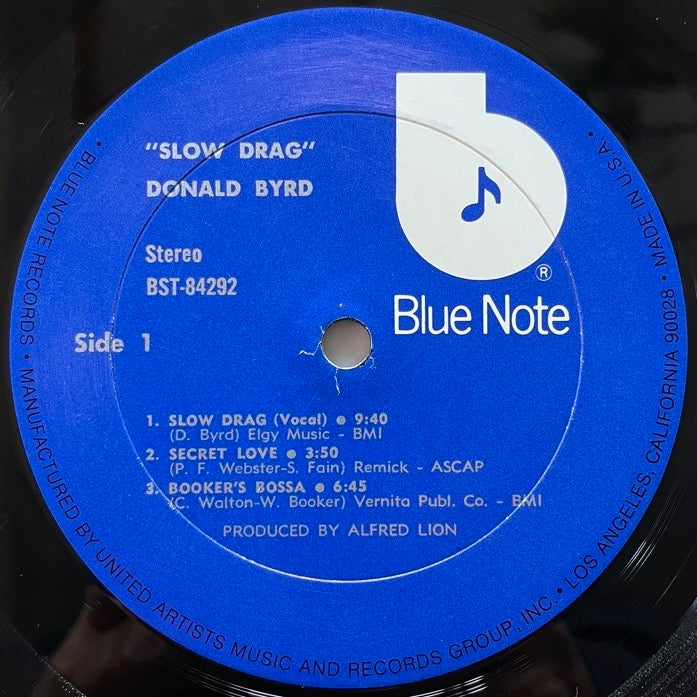 "SLOW DRAG"
DONALD BYRD
Stereo
BST-84292
Side 1
b
®
Blue Note
1. SLOW DRAG (Vocal) ● 9:40
(D. Byrd) Elgy Music - BMI
2. SECRET LOVE ● 3:50
(P. F. Webster-S. Fain) Remick - ASCAP
3. BOOKER'S BOSSA ● 6:45
(C. Walton-W. Booker) Vernita Publ. Co. - BMI
PRODUCED BY ALFRED LION
• BLUE NOTE RECORDS • MANUFACTURED BY UNITED ARTISTS MUSIC AND RECORDS GROUP, INC. • LOS ANGELES, CALIFORNIA 90028 • MADE IN U.S.A •